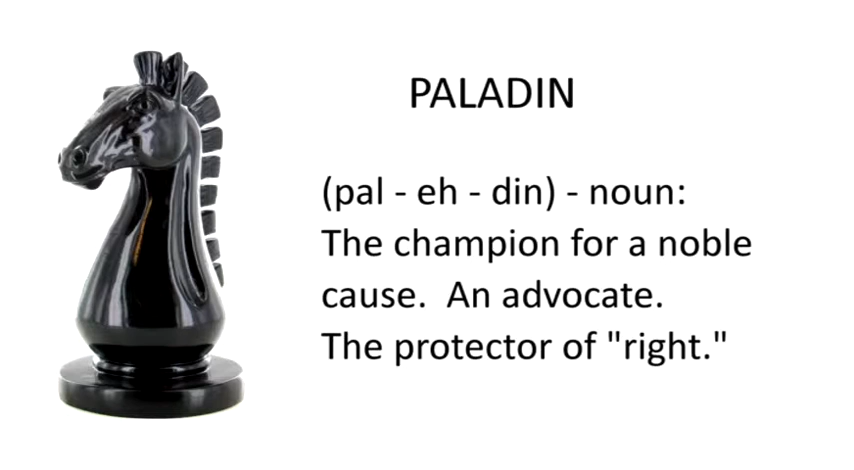 PALADIN
(pal - eh - din) - noun:
The champion for a noble
cause.  An advocate.
The protector of "right."